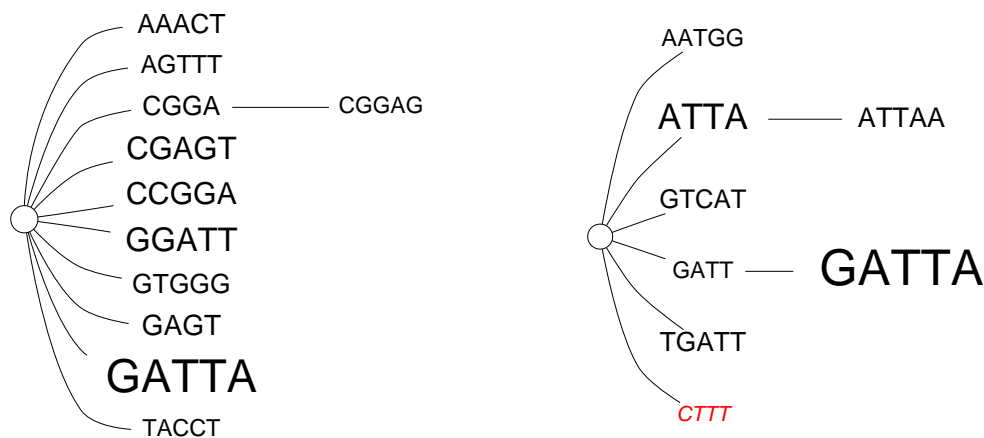 AAACT
AGTTT
CGGA
CGGAG
CGAGT
CCGGA
GGATT
GTGGG
GAGT
GATTA
TACCT
AATGG
ATTA
ATTAA
GTCAT
GATT
GATTA
TGATT
CTTT